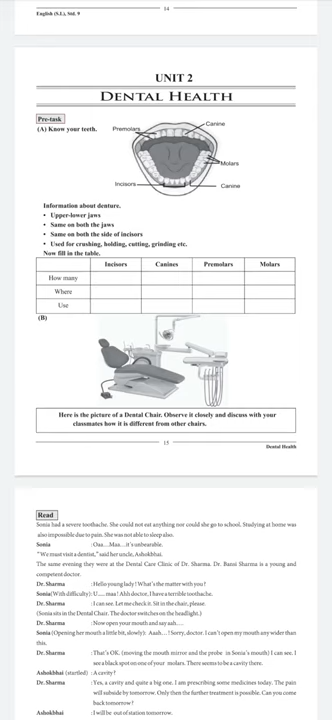 14
English (S.L), Std. 9
UNIT 2
DENTAL HEALTH
Pre-task
(A) Know your teeth.
Premolars
Canine
Molars
Incisors
Canine
Information about denture.
• Upper-lower jaws
• Same on both the jaws
• Same on both the side of incisors
• Used for crushing, holding, cutting, grinding etc.
Now fill in the table.
Incisors Canines Premolars Molars
How many
Where
Use
(B)
Here is the picture of a Dental Chair. Observe it closely and discuss with your
classmates how it is different from other chairs.
15
Dental Health
Read
Sonia had a severe toothache. She could not eat anything nor could she go to school. Studying at home was
also impossible due to pain. She was not able to sleep also.
Sonia : Oaa…Maa…it's unbearable.
"We must visit a dentist," said her uncle, Ashokbhai.
The same evening they were at the Dental Care Clinic of Dr. Sharma. Dr. Bansi Sharma is a young and
competent doctor.
Dr. Sharma : Hello young lady ! What's the matter with you?
Sonia(With difficulty): U…..maa! Ahh doctor, I have a terrible toothache.
Dr. Sharma : I can see. Let me check it. Sit in the chair, please.
(Sonia sits in the Dental Chair. The doctor switches on the headlight.)
Dr. Sharma : Now open your mouth and say aah…..
Sonia (Opening her mouth a little bit, slowly): Aaah…! Sorry, doctor. I can't open my mouth any wider than
this.
Dr. Sharma : That's OK. (moving the mouth mirror and the probe in Sonia's mouth) I can see. I
see a black spot on one of your molars. There seems to be a cavity there.
Ashokbhai (startled) : A cavity?
Dr. Sharma : Yes, a cavity and quite a big one. I am prescribing some medicines today. The pain
will subside by tomorrow. Only then the further treatment is possible. Can you come
back tomorrow?
Ashokbhai : I will be out of station tomorrow.